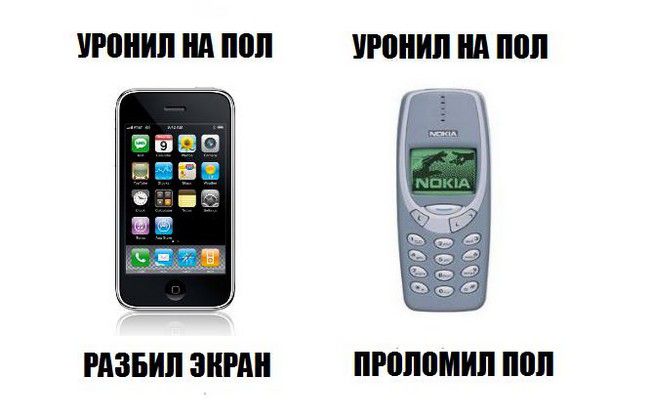 УРОНИЛ НА ПОЛ
УРОНИЛ НА ПОЛ
NOKIA
NOKIA
РАЗБИЛ ЭКРАН
ПРОЛОМИЛ ПОЛ